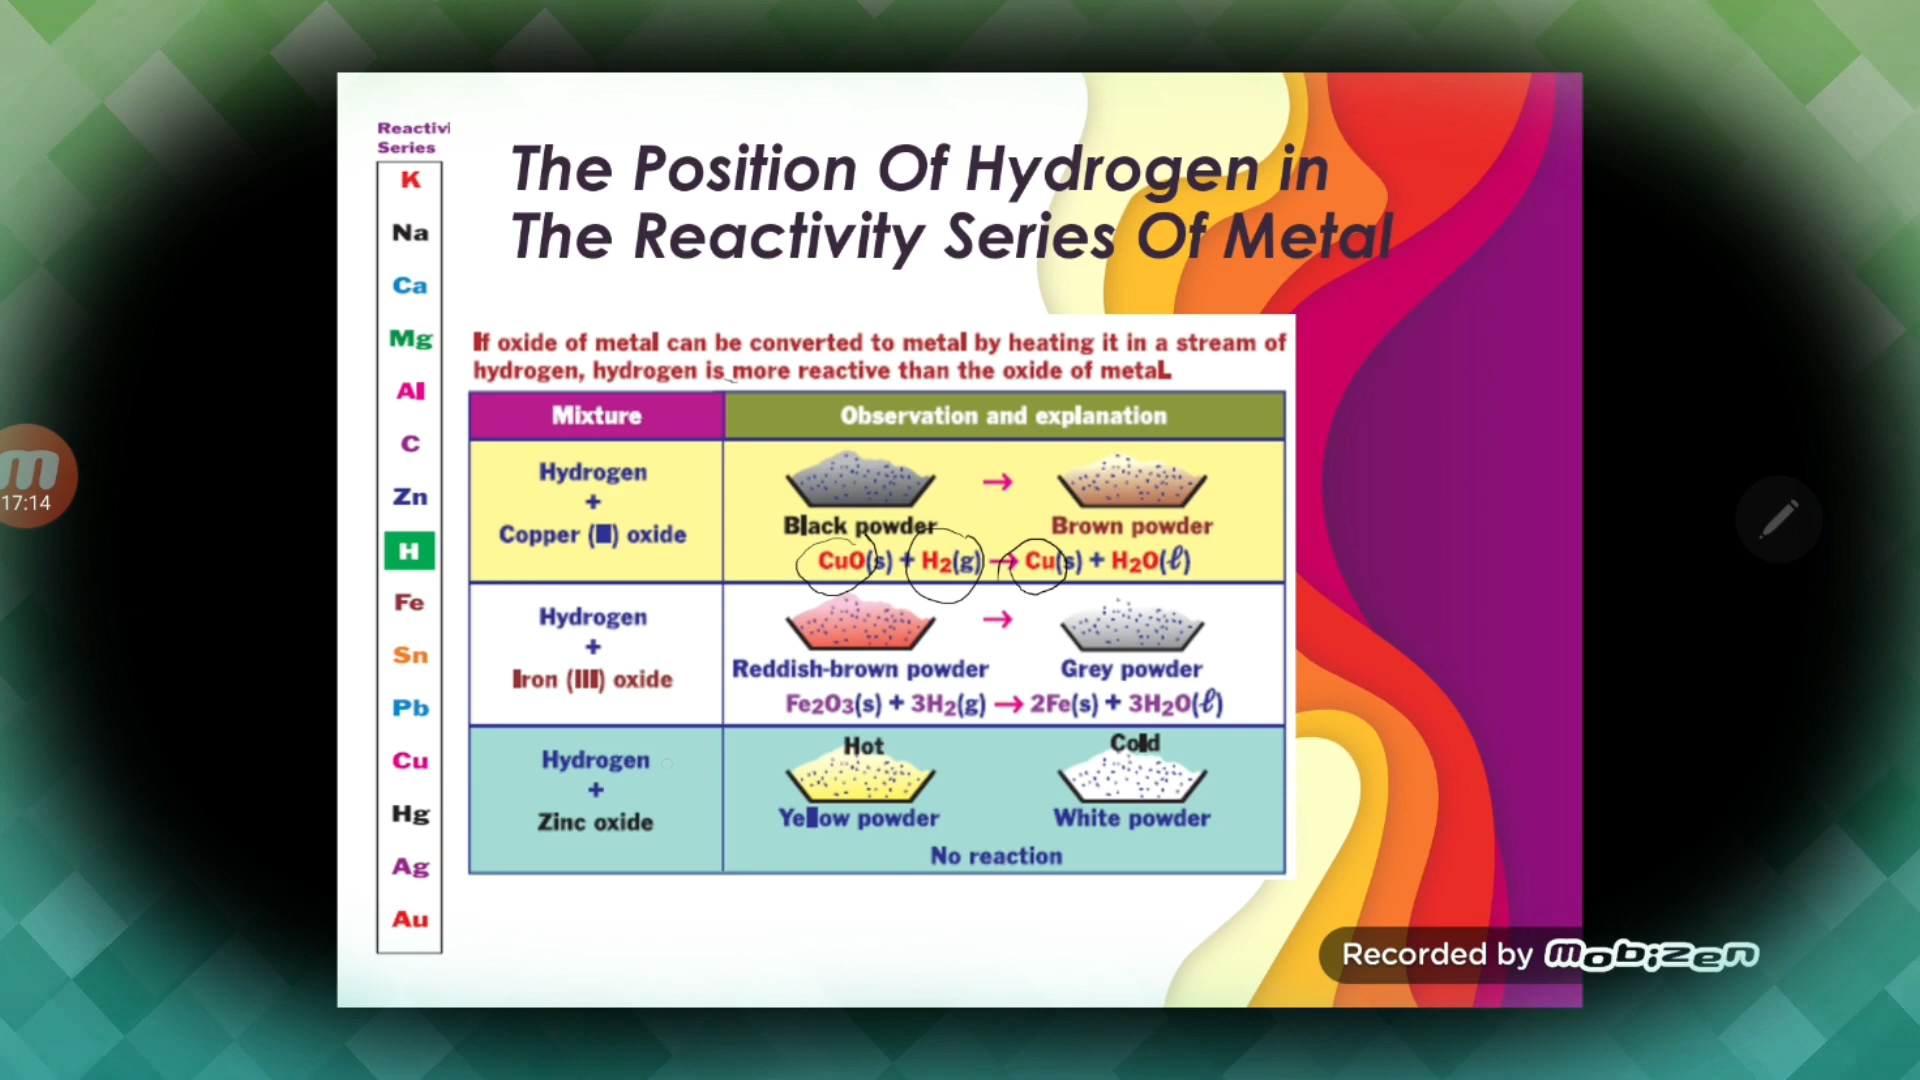 Reactivi
Series
K
Na
Ca
Mg
Al
C
Zn
H
Fe
Sn
Pb
Cu
Hg
Ag
Au
The Position Of Hydrogen in
The Reactivity Series Of Metal
If oxide of metal can be converted to metal by heating it in a stream of
hydrogen, hydrogen is more reactive than the oxide of metaL
Mixture
Observation and explanation
Hydrogen
+
Copper (II) oxide
→
Black powder
Brown powder
CuO(s) + H2(g) → Cu(s) + H2O(ℓ)
Hydrogen
+
Iron (III) oxide
→
Reddish-brown powder
Grey powder
Fe2O3(s) + 3H2(g) → 2Fe(s) + 3H2O(ℓ)
Hydrogen
+
Zinc oxide
Hot
Cold
Yellow powder
White powder
No reaction
17:14
Recorded by mobizen